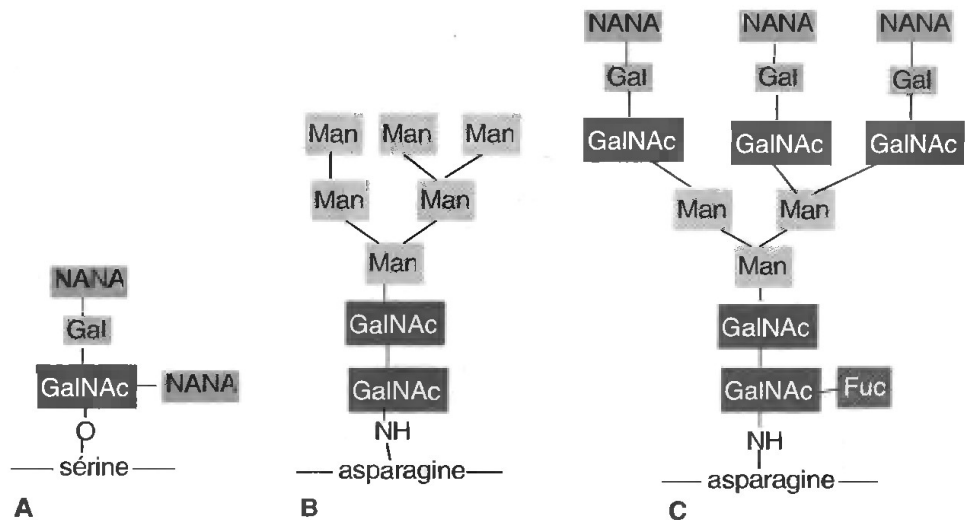 NANA NANA NANA
Gal Gal Gal
GalNAc GalNAc GalNAc
Man Man
Man
GalNAc
GalNAc Fuc
NH
asparagine
C
Man Man Man
Man Man
Man
GalNAc
GalNAc
NH
asparagine
B
NANA
Gal
GalNAc NANA
O
sérine
A